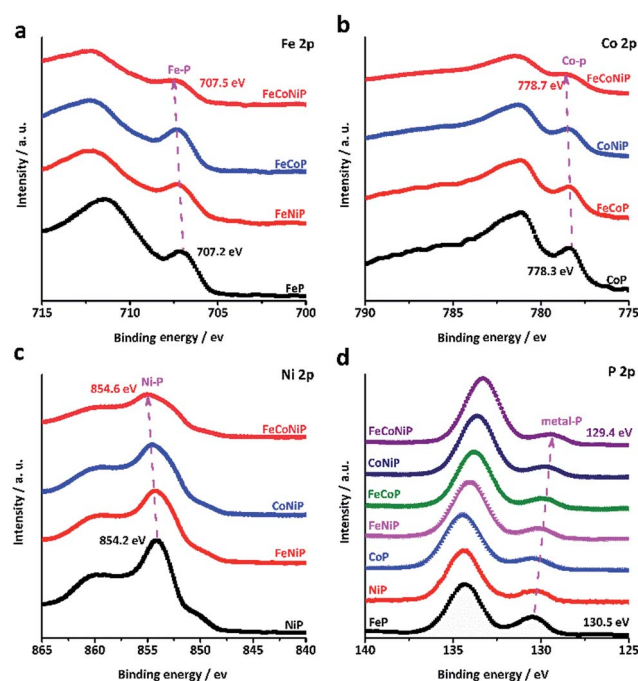 a
Fe 2p
Fe-P
707.5 eV
FeCoNiP
FeCoP
FeNiP
707.2 eV
FeP
Intensity / a. u.
715 710 705 700
Binding energy / ev
b
Co 2p
Co-p
778.7 eV
FeCoNiP
CoNiP
FeCoP
778.3 eV
CoP
Intensity / a. u.
790 785 780 775
Binding energy / ev
c
Ni 2p
854.6 eV
Ni-P
FeCoNiP
CoNiP
854.2 eV
FeNiP
NiP
Intensity / a. u.
865 860 855 850 845 840
Binding energy / ev
d
P 2p
metal-P
FeCoNiP
129.4 eV
CoNiP
FeCoP
FeNiP
CoP
NiP
FeP
130.5 eV
Intensity / a. u.
140 135 130 125
Binding energy / eV